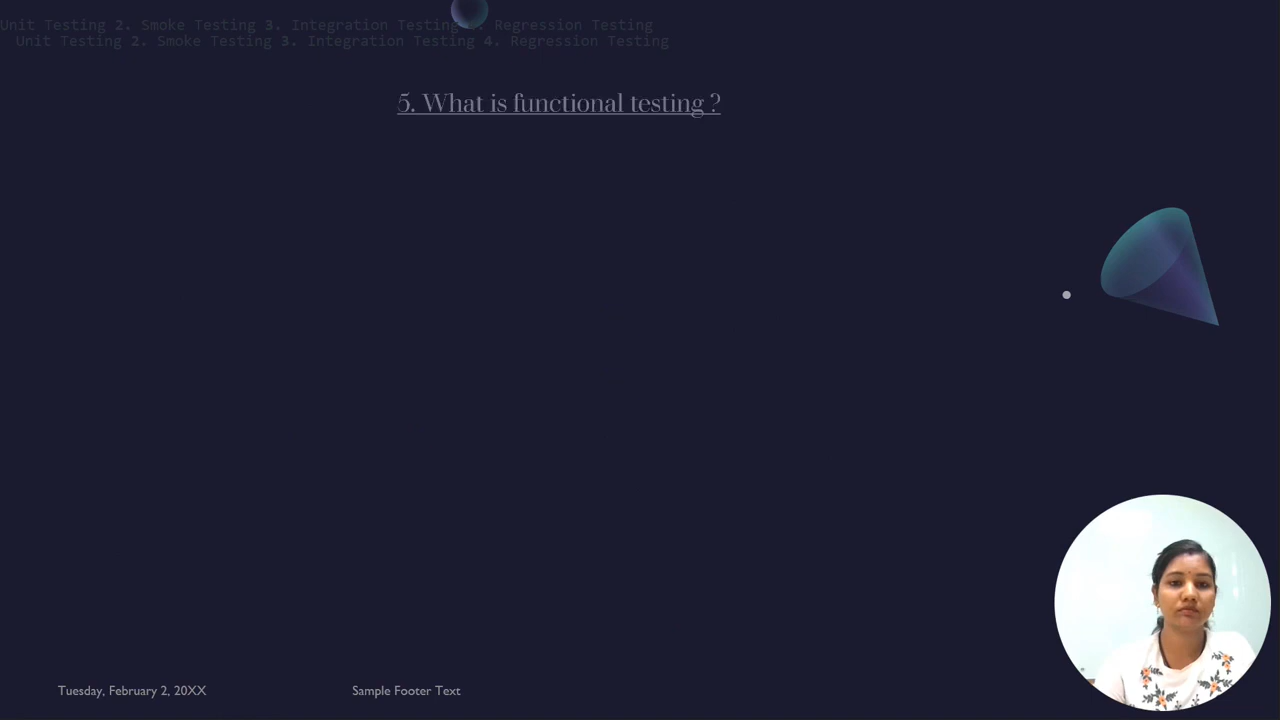 Unit Testing 2. Smoke Testing 3. Integration Testing 4. Regression Testing
Unit Testing 2. Smoke Testing 3. Integration Testing 4. Regression Testing
5. What is functional testing ?
Tuesday, February 2, 20XX
Sample Footer Text